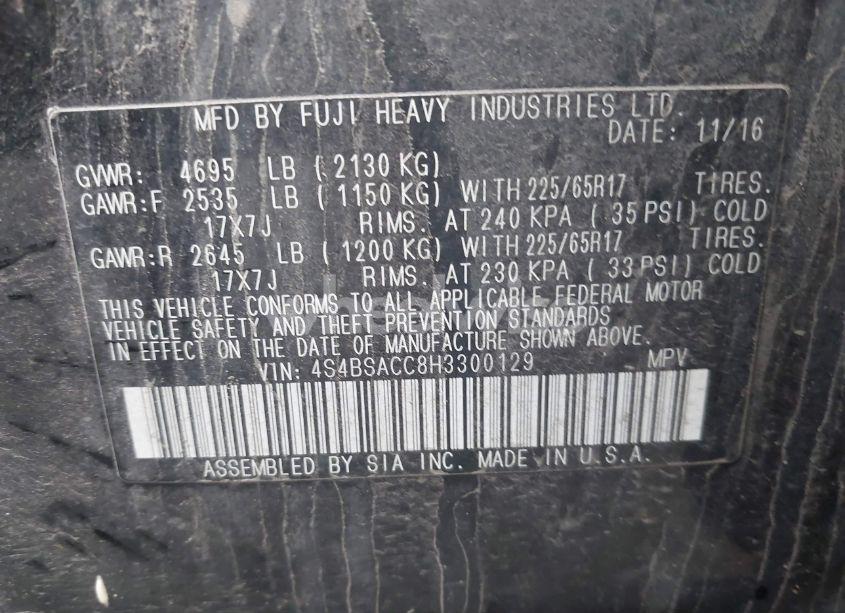 MFD BY FUJI HEAVY INDUSTRIES LTD.
DATE: 11/16
GVWR: 4695 LB ( 2130 KG)
GAWR:F 2535 LB ( 1150 KG) WITH 225/65R17 TIRES.
17X7J RIMS. AT 240 KPA ( 35 PSI) COLD
GAWR:R 2645 LB ( 1200 KG) WITH 225/65R17 TIRES.
17X7J RIMS. AT 230 KPA ( 33 PSI) COLD
THIS VEHICLE CONFORMS TO ALL APPLICABLE FEDERAL MOTOR
VEHICLE SAFETY AND THEFT PREVENTION STANDARDS
IN EFFECT ON THE DATE OF MANUFACTURE SHOWN ABOVE.
VIN: 4S4BSACC8H3300129 MPV
ASSEMBLED BY SIA INC. MADE IN U.S.A.